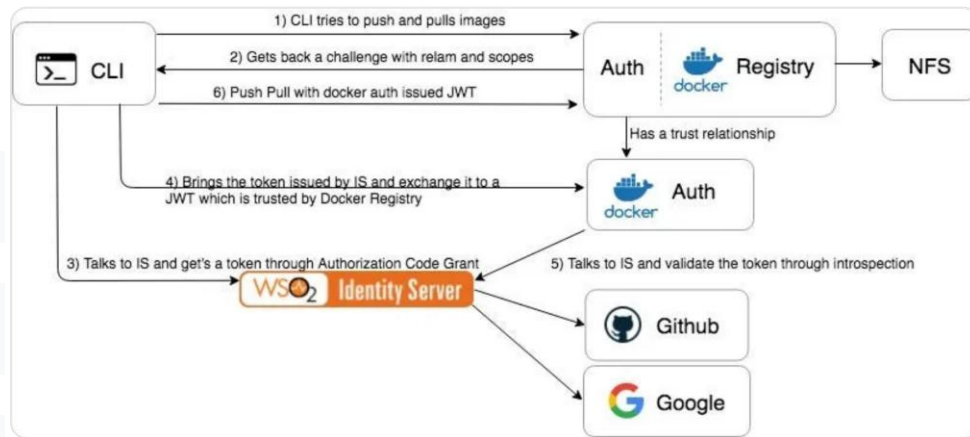 1) CLI tries to push and pulls images
2) Gets back a challenge with relam and scopes
6) Push Pull with docker auth issued JWT
>_ CLI
Auth
docker
Registry
NFS
Has a trust relationship
4) Brings the token issued by IS and exchange it to a
JWT which is trusted by Docker Registry
docker
Auth
3) Talks to IS and get's a token through Authorization Code Grant
5) Talks to IS and validate the token through introspection
WSO2 Identity Server
Github
Google